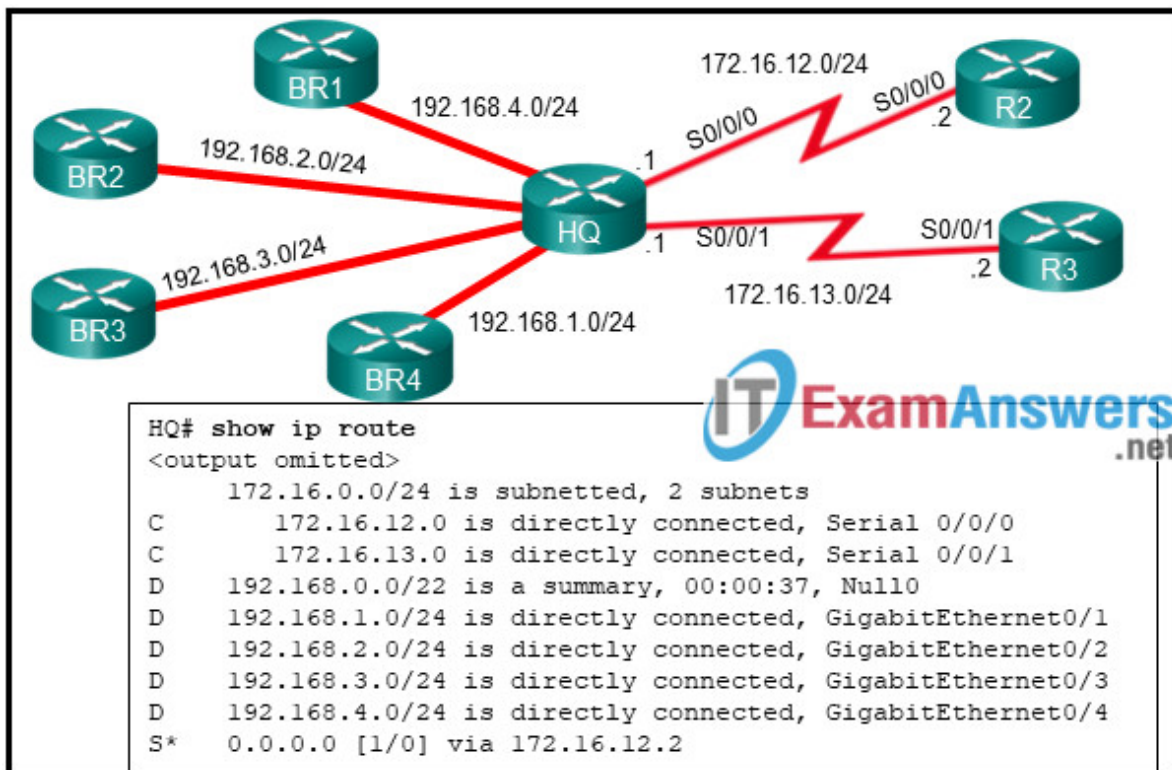 BR1
172.16.12.0/24
192.168.4.0/24
S0/0/0
R2
.2
BR2
192.168.2.0/24
S0/0/0
.1
HQ
.1
S0/0/1
S0/0/1
R3
.2
192.168.3.0/24
BR3
172.16.13.0/24
192.168.1.0/24
BR4
ITExamAnswers
.net
HQ# show ip route
<output omitted>
172.16.0.0/24 is subnetted, 2 subnets
C 172.16.12.0 is directly connected, Serial 0/0/0
C 172.16.13.0 is directly connected, Serial 0/0/1
D 192.168.0.0/22 is a summary, 00:00:37, Null0
D 192.168.1.0/24 is directly connected, GigabitEthernet0/1
D 192.168.2.0/24 is directly connected, GigabitEthernet0/2
D 192.168.3.0/24 is directly connected, GigabitEthernet0/3
D 192.168.4.0/24 is directly connected, GigabitEthernet0/4
S* 0.0.0.0 [1/0] via 172.16.12.2